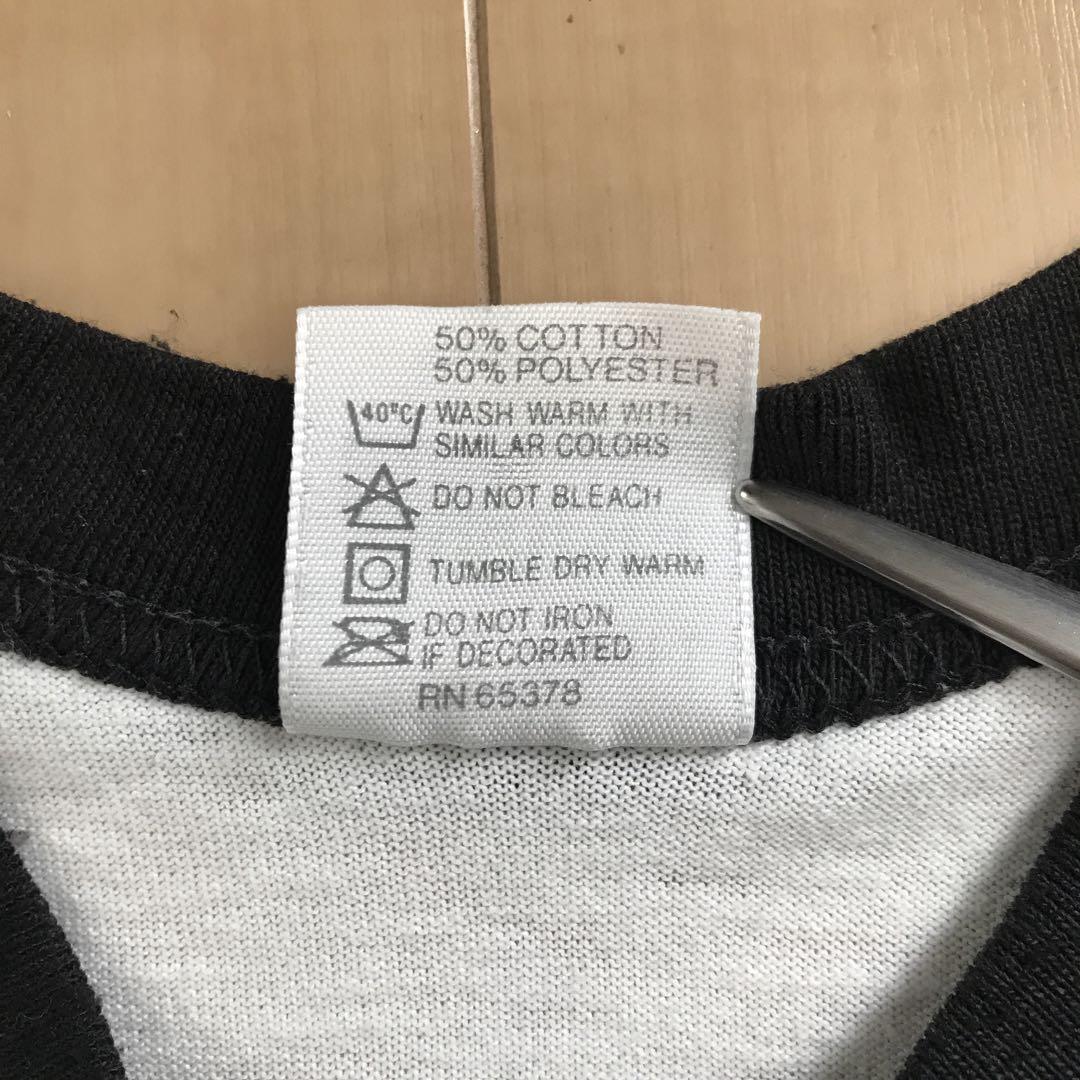 50% COTTON
50% POLYESTER
40°C WASH WARM WITH
SIMILAR COLORS
DO NOT BLEACH
TUMBLE DRY WARM
DO NOT IRON
IF DECORATED
RN 65378